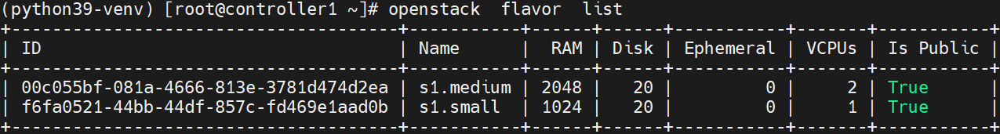 (python39-venv) [root@controller1 ~]# openstack  flavor  list
+--------------------------------------+-----------+------+------+-----------+-------+-----------+
| ID                                   | Name      |  RAM | Disk | Ephemeral | VCPUs | Is Public |
+--------------------------------------+-----------+------+------+-----------+-------+-----------+
| 00c055bf-081a-4666-813e-3781d474d2ea | s1.medium | 2048 |   20 |         0 |     2 | True      |
| f6fa0521-44bb-44df-857c-fd469e1aad0b | s1.small  | 1024 |   20 |         0 |     1 | True      |
+--------------------------------------+-----------+------+------+-----------+-------+-----------+